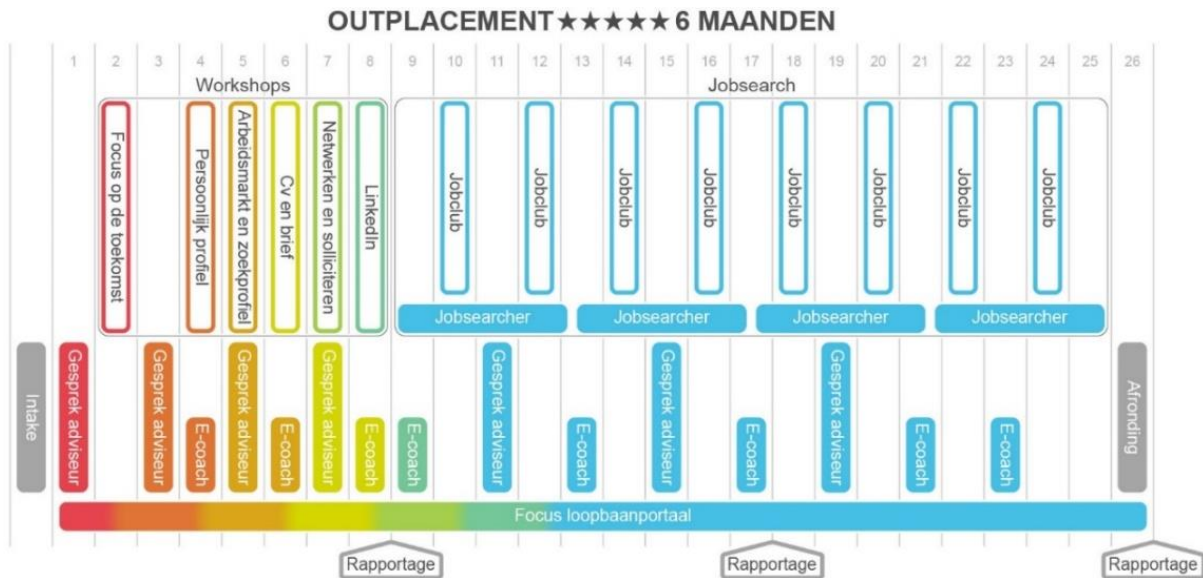 OUTPLACEMENT ★★★★★ 6 MAANDEN
1 2 3 4 5 6 7 8 9 10 11 12 13 14 15 16 17 18 19 20 21 22 23 24 25 26
Workshops
Jobsearch
Focus op de toekomst
Persoonlijk profiel
Arbeidsmarkt en zoekprofiel
Cv en brief
Netwerken en solliciteren
LinkedIn
Jobclub
Jobclub
Jobclub
Jobclub
Jobclub
Jobclub
Jobclub
Jobclub
Jobsearcher
Jobsearcher
Jobsearcher
Jobsearcher
Intake
Gesprek adviseur
Gesprek adviseur
E-coach
Gesprek adviseur
E-coach
Gesprek adviseur
E-coach
E-coach
Gesprek adviseur
E-coach
Gesprek adviseur
E-coach
Gesprek adviseur
E-coach
E-coach
Afronding
Focus loopbaanportaal
Rapportage
Rapportage
Rapportage